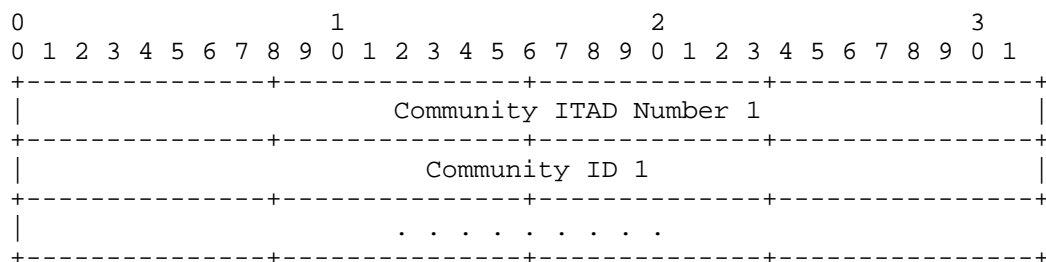 0                   1                   2                   3
0 1 2 3 4 5 6 7 8 9 0 1 2 3 4 5 6 7 8 9 0 1 2 3 4 5 6 7 8 9 0 1
+---------------+---------------+--------------+----------------+
|                    Community ITAD Number 1                    |
+---------------+---------------+--------------+----------------+
|                         Community ID 1                        |
+---------------+---------------+--------------+----------------+
|                       . . . . . . . . .
+---------------+---------------+--------------+----------------+